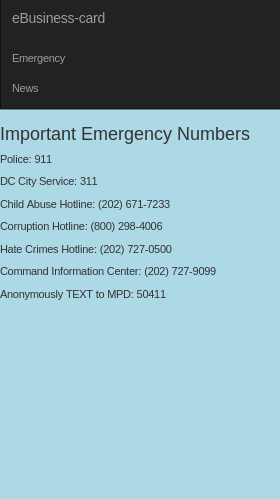 eBusiness-card
Emergency
News
Important Emergency Numbers
Police: 911
DC City Service: 311
Child Abuse Hotline: (202) 671-7233
Corruption Hotline: (800) 298-4006
Hate Crimes Hotline: (202) 727-0500
Command Information Center: (202) 727-9099
Anonymously TEXT to MPD: 50411